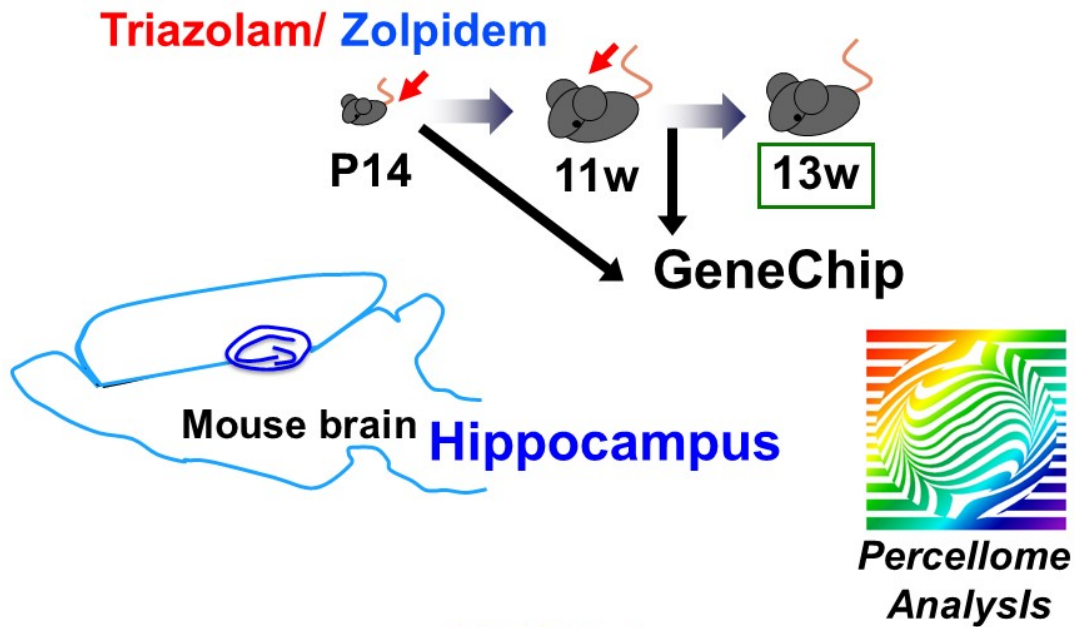 Triazolam/ Zolpidem
P14
11w
13w
GeneChip
Mouse brain
Hippocampus
Percellome
AnalysIs